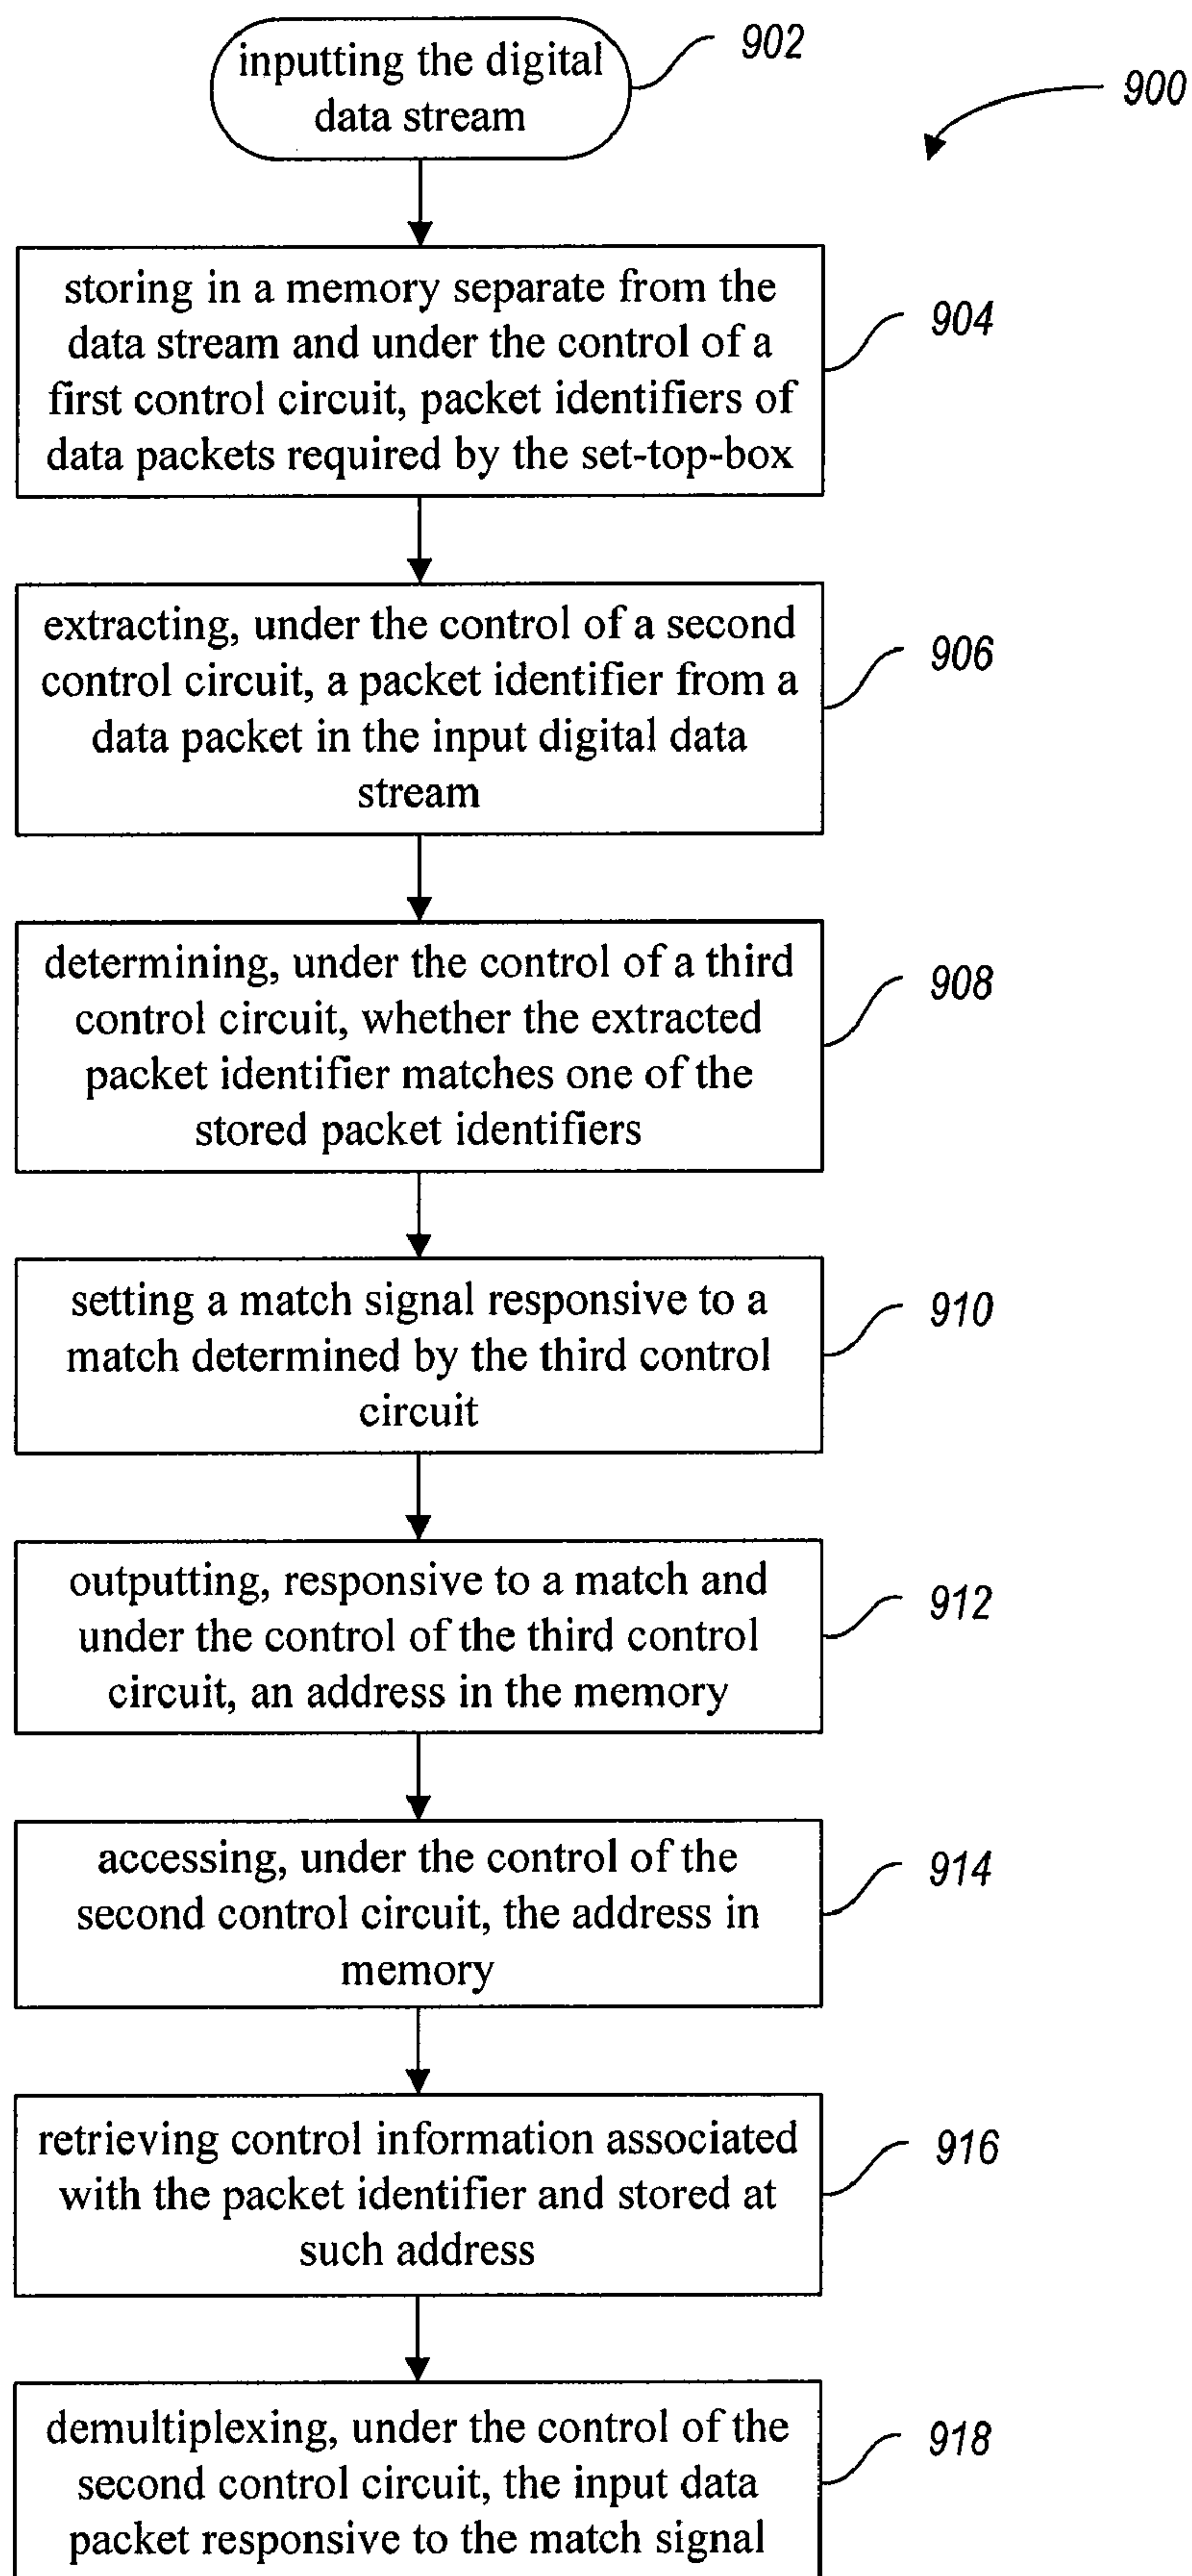 inputting the digital
data stream
902
900
storing in a memory separate from the
data stream and under the control of a
first control circuit, packet identifiers of
data packets required by the set-top-box
904
extracting, under the control of a second
control circuit, a packet identifier from a
data packet in the input digital data
stream
906
determining, under the control of a third
control circuit, whether the extracted
packet identifier matches one of the
stored packet identifiers
908
setting a match signal responsive to a
match determined by the third control
circuit
910
outputting, responsive to a match and
under the control of the third control
circuit, an address in the memory
912
accessing, under the control of the
second control circuit, the address in
memory
914
retrieving control information associated
with the packet identifier and stored at
such address
916
demultiplexing, under the control of the
second control circuit, the input data
packet responsive to the match signal
918